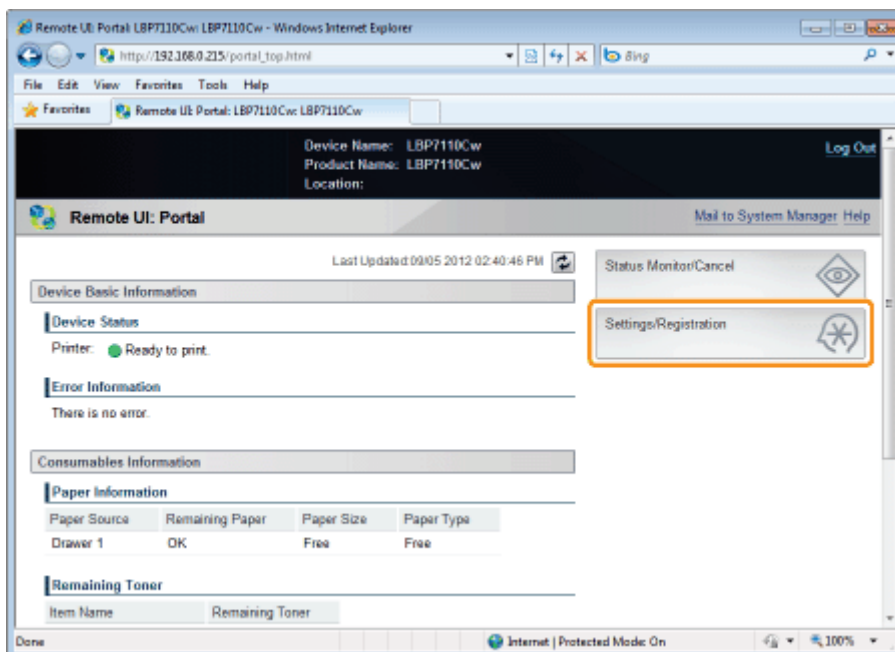 Remote UI: Portal: LBP7110Cw: LBP7110Cw - Windows Internet Explorer
http://192.168.0.215/portal_top.html
Bing
File Edit View Favorites Tools Help
Favorites Remote UI: Portal: LBP7110Cw: LBP7110Cw
Device Name: LBP7110Cw
Product Name: LBP7110Cw
Location:
Log Out
Remote UI: Portal
Mail to System Manager Help
Last Updated:09/05 2012 02:40:46 PM
Status Monitor/Cancel
Device Basic Information
Settings/Registration
Device Status
Printer: Ready to print.
Error Information
There is no error.
Consumables Information
Paper Information
Paper Source Remaining Paper Paper Size Paper Type
Drawer 1 OK Free Free
Remaining Toner
Item Name Remaining Toner
Done Internet | Protected Mode: On 100%